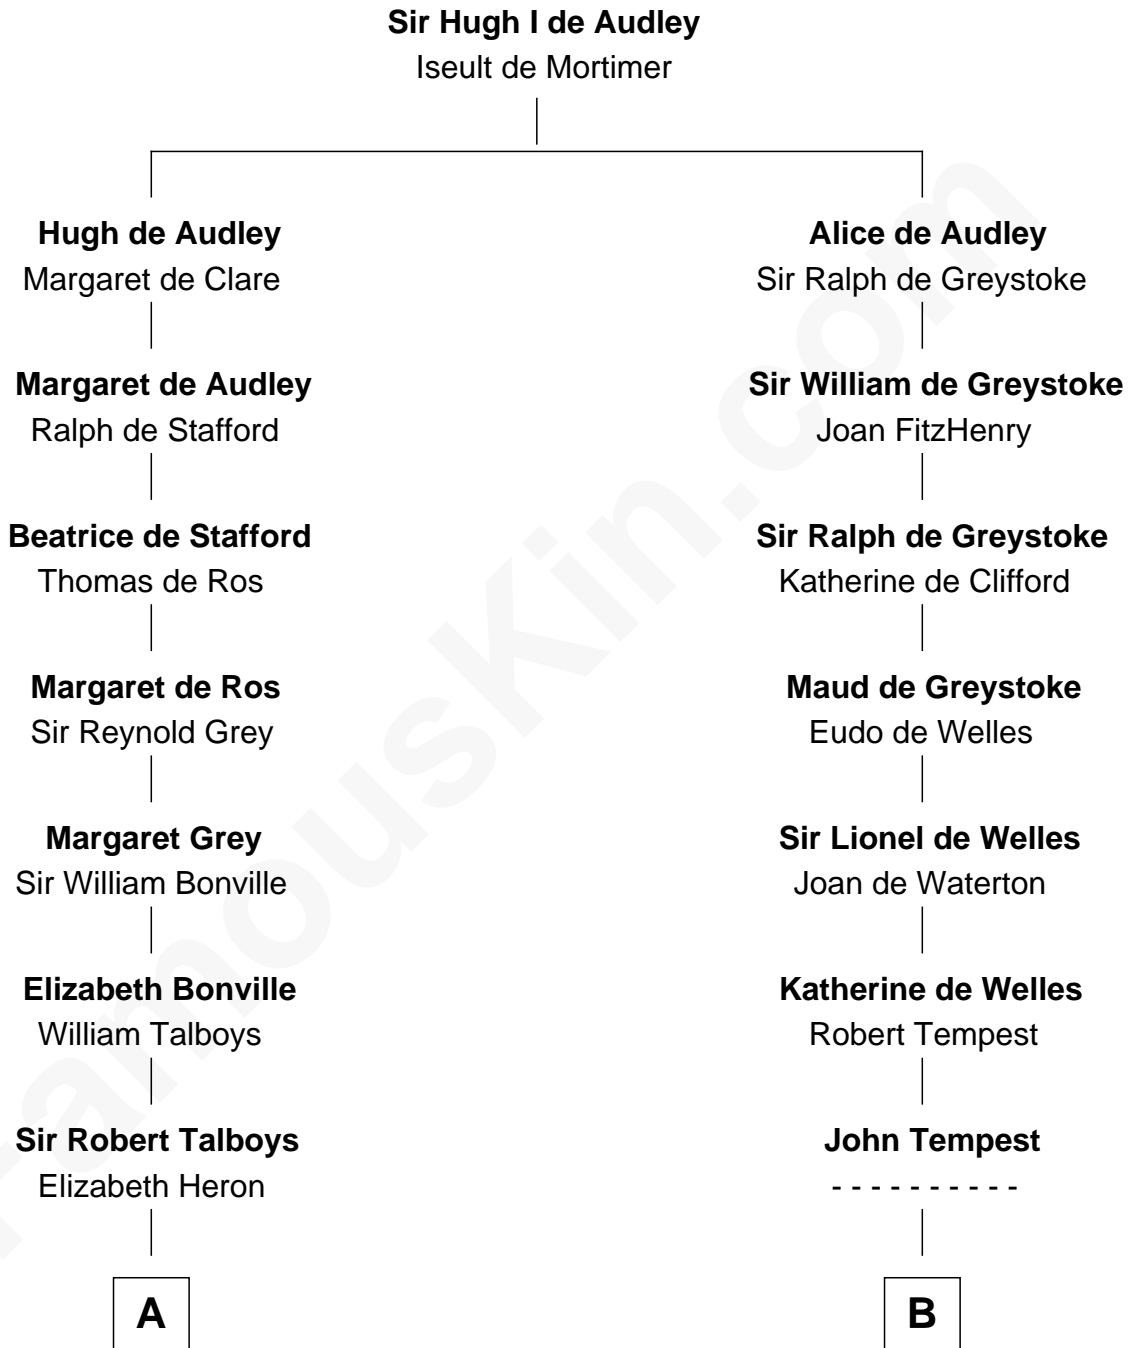 Sir Hugh I de Audley
Iseult de Mortimer
Hugh de Audley
Margaret de Clare
Alice de Audley
Sir Ralph de Greystoke
Margaret de Audley
Ralph de Stafford
Sir William de Greystoke
Joan FitzHenry
Beatrice de Stafford
Thomas de Ros
Sir Ralph de Greystoke
Katherine de Clifford
Margaret de Ros
Sir Reynold Grey
Maud de Greystoke
Eudo de Welles
Margaret Grey
Sir William Bonville
Sir Lionel de Welles
Joan de Waterton
Elizabeth Bonville
William Talboys
Katherine de Welles
Robert Tempest
Sir Robert Talboys
Elizabeth Heron
John Tempest
- - - - - - - - - -
A
B
FamousKin.com